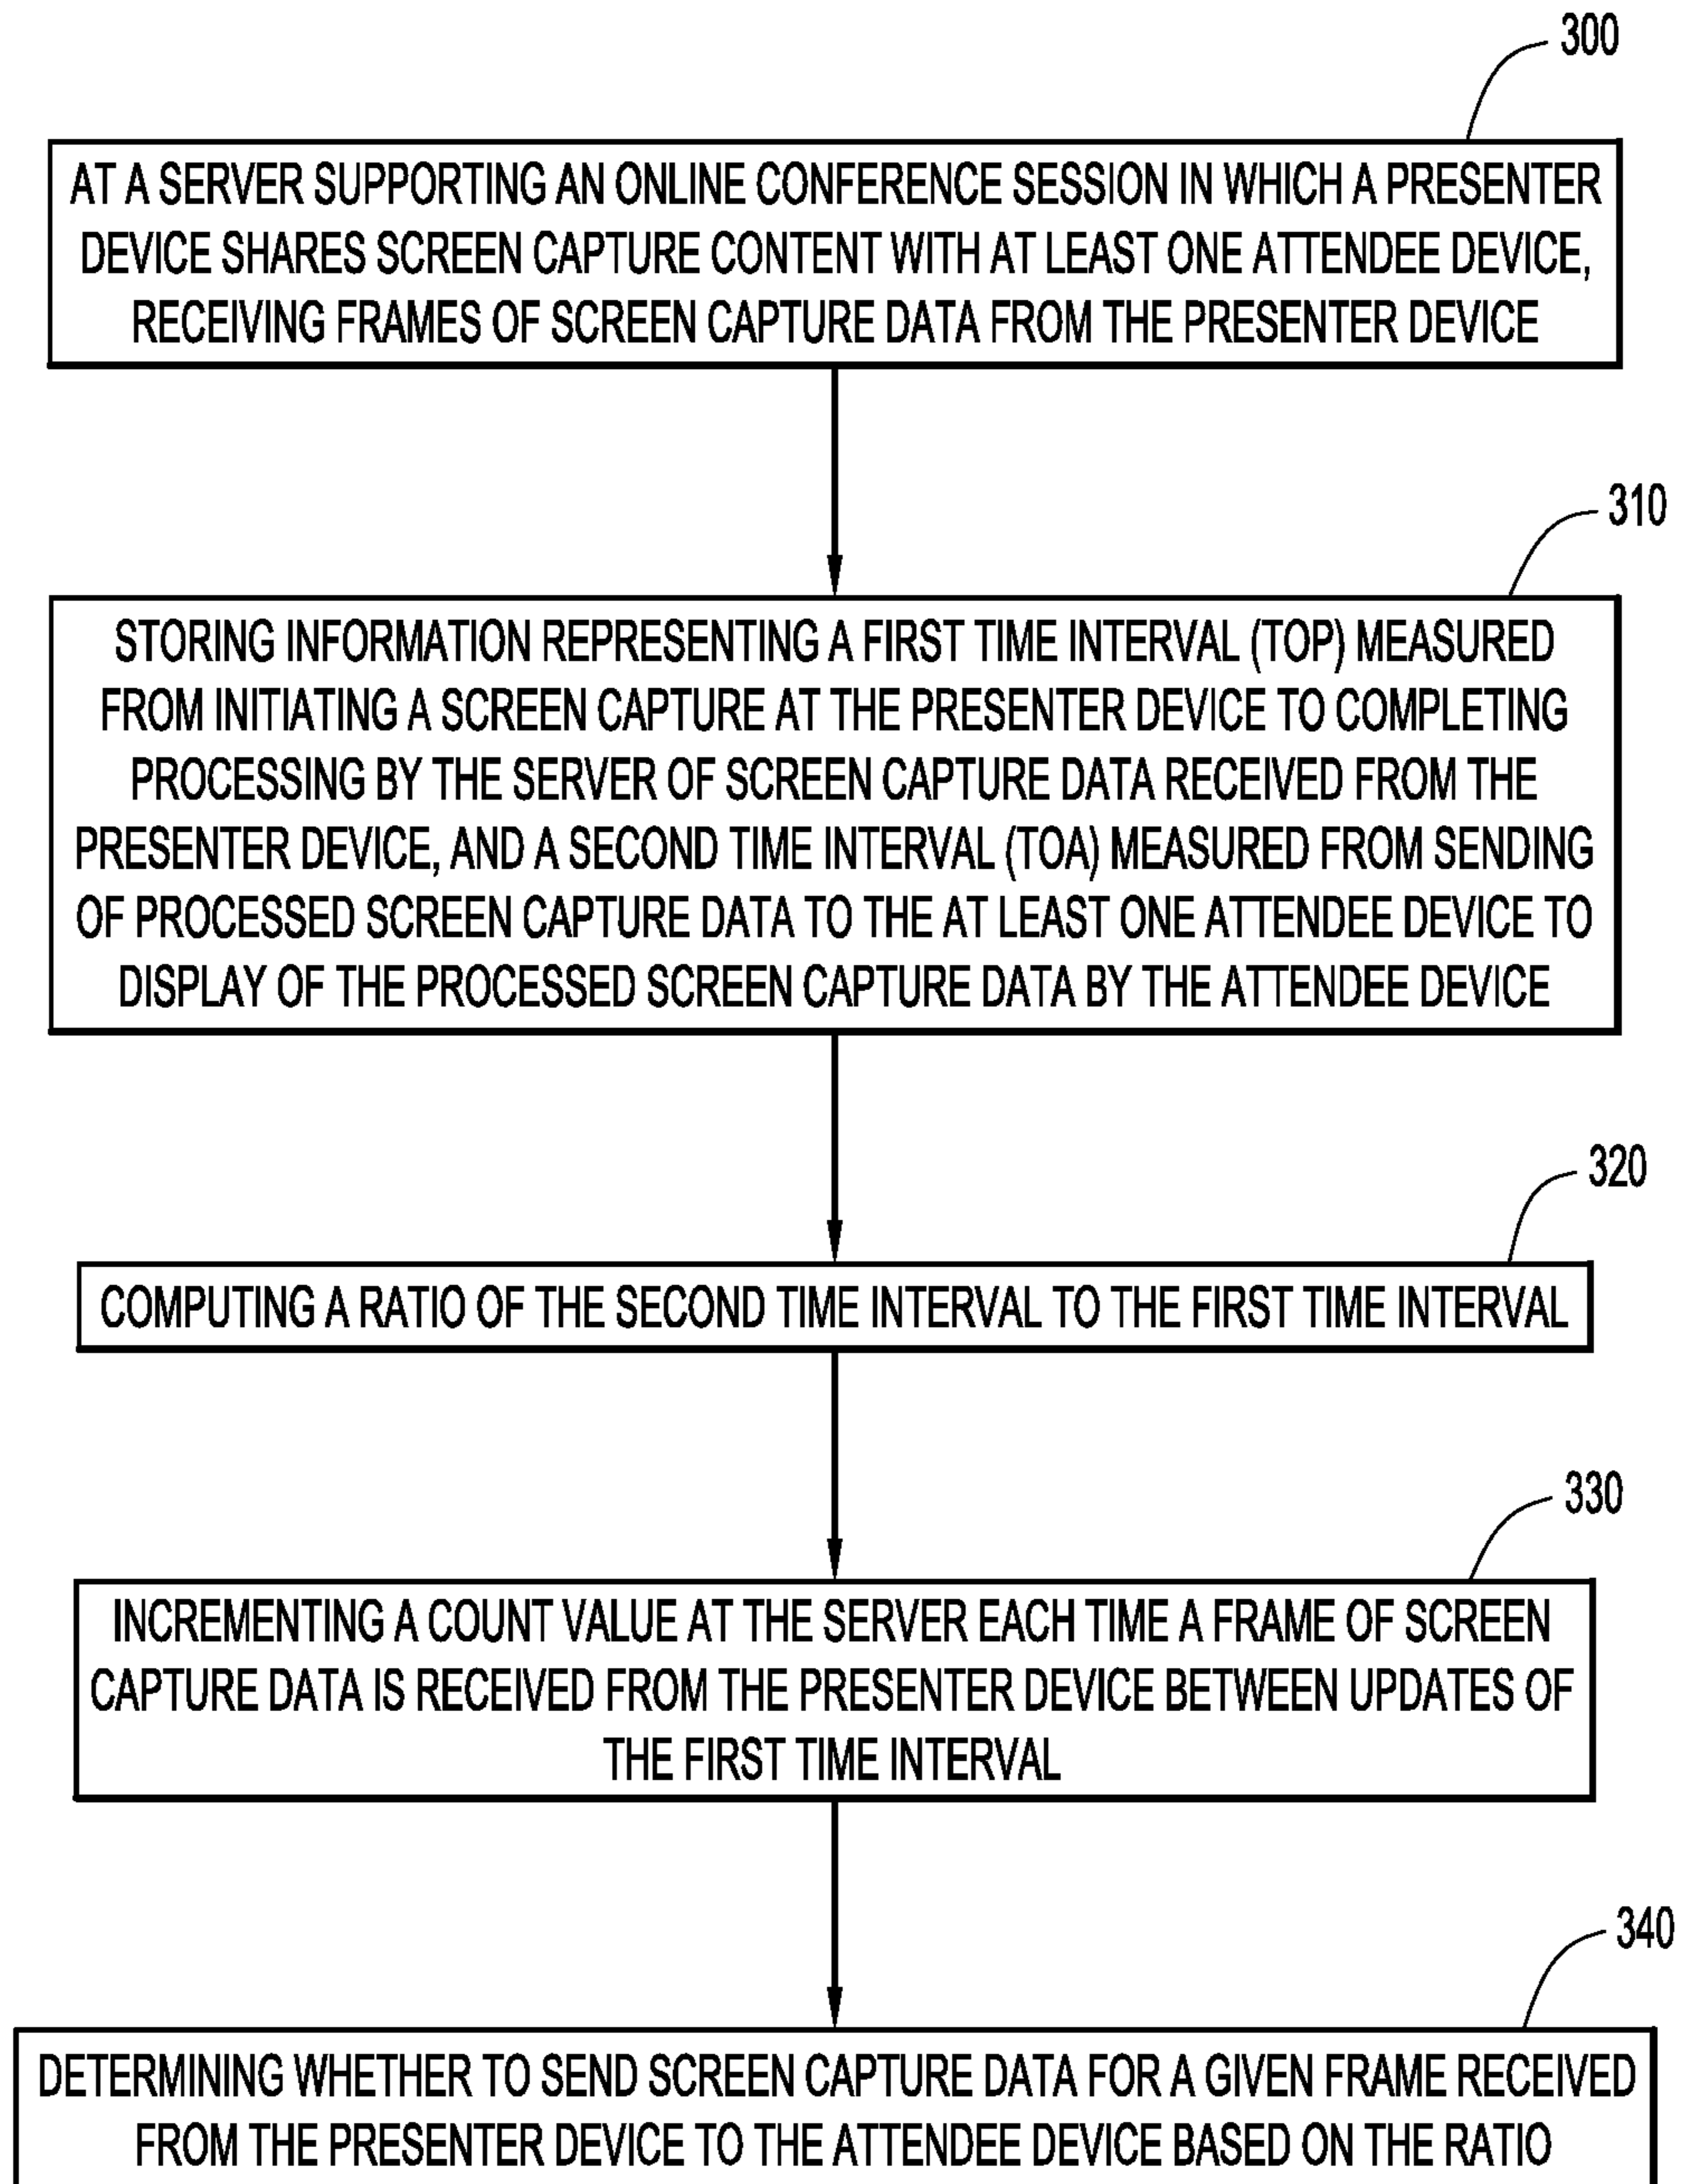 300
AT A SERVER SUPPORTING AN ONLINE CONFERENCE SESSION IN WHICH A PRESENTER
DEVICE SHARES SCREEN CAPTURE CONTENT WITH AT LEAST ONE ATTENDEE DEVICE,
RECEIVING FRAMES OF SCREEN CAPTURE DATA FROM THE PRESENTER DEVICE
310
STORING INFORMATION REPRESENTING A FIRST TIME INTERVAL (TOP) MEASURED
FROM INITIATING A SCREEN CAPTURE AT THE PRESENTER DEVICE TO COMPLETING
PROCESSING BY THE SERVER OF SCREEN CAPTURE DATA RECEIVED FROM THE
PRESENTER DEVICE, AND A SECOND TIME INTERVAL (TOA) MEASURED FROM SENDING
OF PROCESSED SCREEN CAPTURE DATA TO THE AT LEAST ONE ATTENDEE DEVICE TO
DISPLAY OF THE PROCESSED SCREEN CAPTURE DATA BY THE ATTENDEE DEVICE
320
COMPUTING A RATIO OF THE SECOND TIME INTERVAL TO THE FIRST TIME INTERVAL
330
INCREMENTING A COUNT VALUE AT THE SERVER EACH TIME A FRAME OF SCREEN
CAPTURE DATA IS RECEIVED FROM THE PRESENTER DEVICE BETWEEN UPDATES OF
THE FIRST TIME INTERVAL
340
DETERMINING WHETHER TO SEND SCREEN CAPTURE DATA FOR A GIVEN FRAME RECEIVED
FROM THE PRESENTER DEVICE TO THE ATTENDEE DEVICE BASED ON THE RATIO